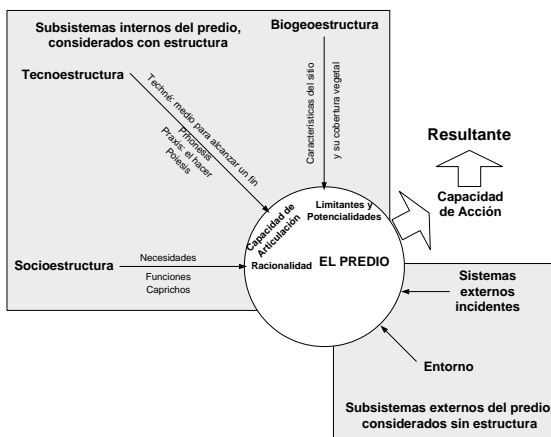 Subsistemas internos del predio,
considerados con estructura
Biogeoestructura
Tecnoestructura
Techné: medio para alcanzar un fin
Prhónesis
Praxis: el hacer
Poiesis
Características del sitio
y su cobertura vegetal
Resultante
Capacidad
de Acción
Limitantes y
Potencialidades
Capacidad de
Articulación
Racionalidad
EL PREDIO
Socioestructura
Necesidades
Funciones
Caprichos
Sistemas
externos
incidentes
Entorno
Subsistemas externos del predio,
considerados sin estructura